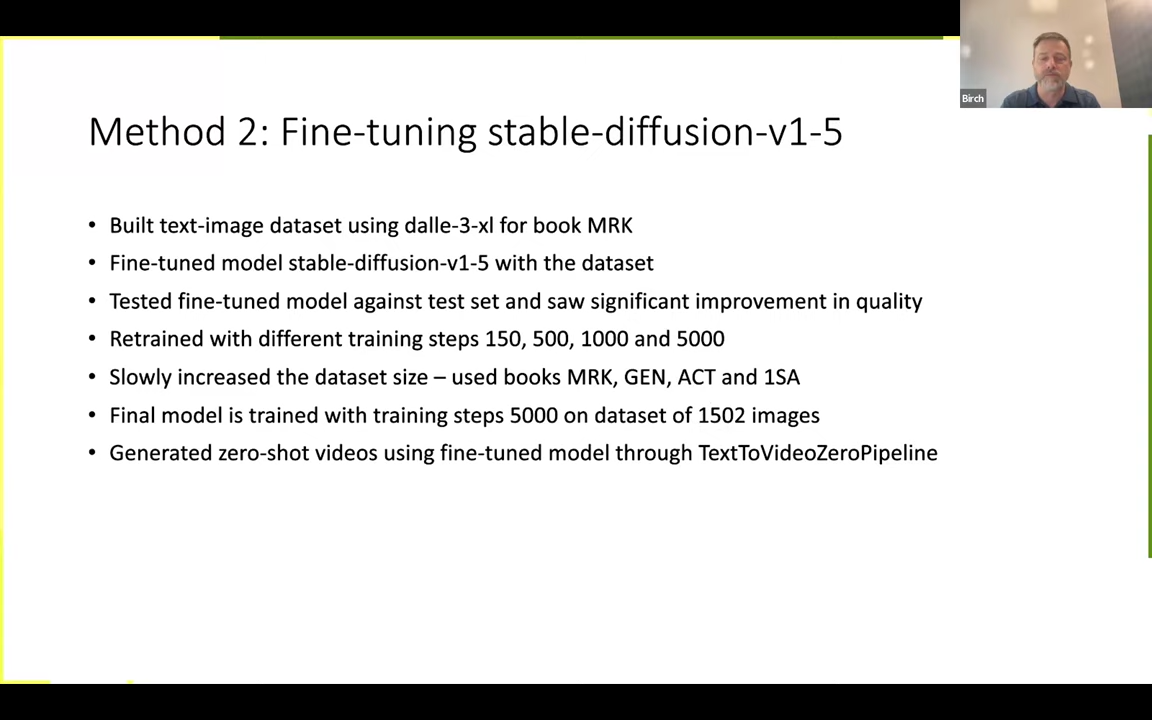 Birch
Method 2: Fine-tuning stable-diffusion-v1-5
• Built text-image dataset using dalle-3-xl for book MRK
• Fine-tuned model stable-diffusion-v1-5 with the dataset
• Tested fine-tuned model against test set and saw significant improvement in quality
• Retrained with different training steps 150, 500, 1000 and 5000
• Slowly increased the dataset size – used books MRK, GEN, ACT and 1SA
• Final model is trained with training steps 5000 on dataset of 1502 images
• Generated zero-shot videos using fine-tuned model through TextToVideoZeroPipeline